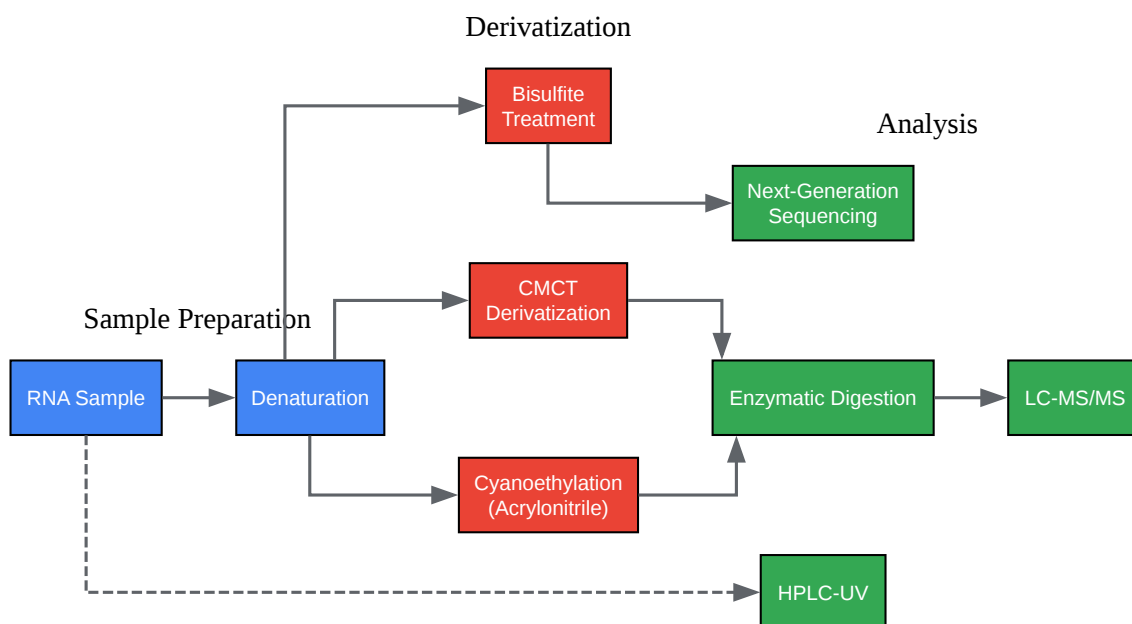 Derivatization
Bisulfite
Treatment
Analysis
Next-Generation
Sequencing
CMCT
Derivatization
Sample Preparation
RNA Sample
Denaturation
Enzymatic Digestion
LC-MS/MS
Cyanoethylation
(Acrylonitrile)
HPLC-UV